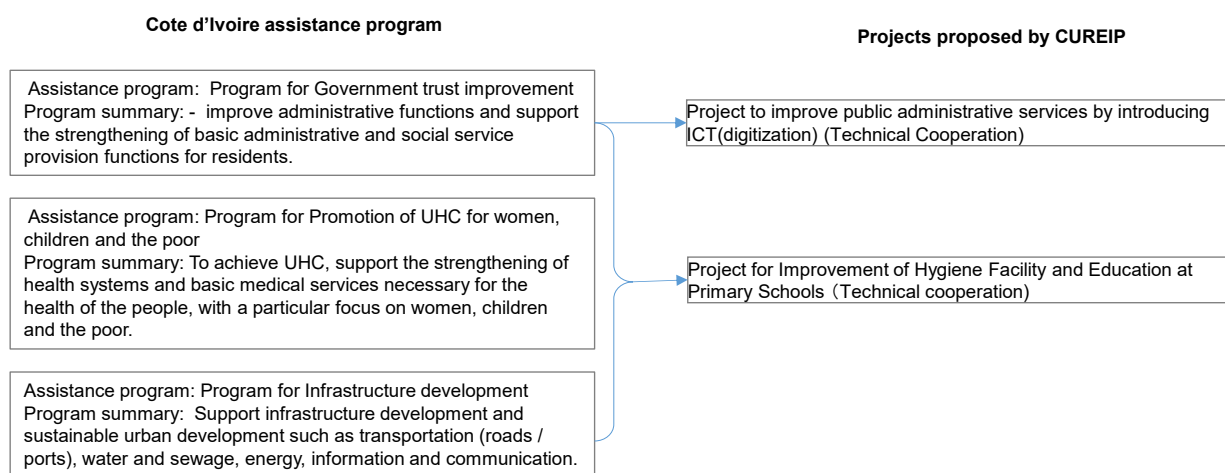 Cote d’Ivoire assistance program
Projects proposed by CUREIP
Assistance program:  Program for Government trust improvement
Program summary: -  improve administrative functions and support
the strengthening of basic administrative and social service
provision functions for residents.
Project to improve public administrative services by introducing
ICT(digitization) (Technical Cooperation)
Assistance program: Program for Promotion of UHC for women,
children and the poor
Program summary: To achieve UHC, support the strengthening of
health systems and basic medical services necessary for the
health of the people, with a particular focus on women, children
and the poor.
Project for Improvement of Hygiene Facility and Education at
Primary Schools（Technical cooperation)
Assistance program: Program for Infrastructure development
Program summary:  Support infrastructure development and
sustainable urban development such as transportation (roads /
ports), water and sewage, energy, information and communication.